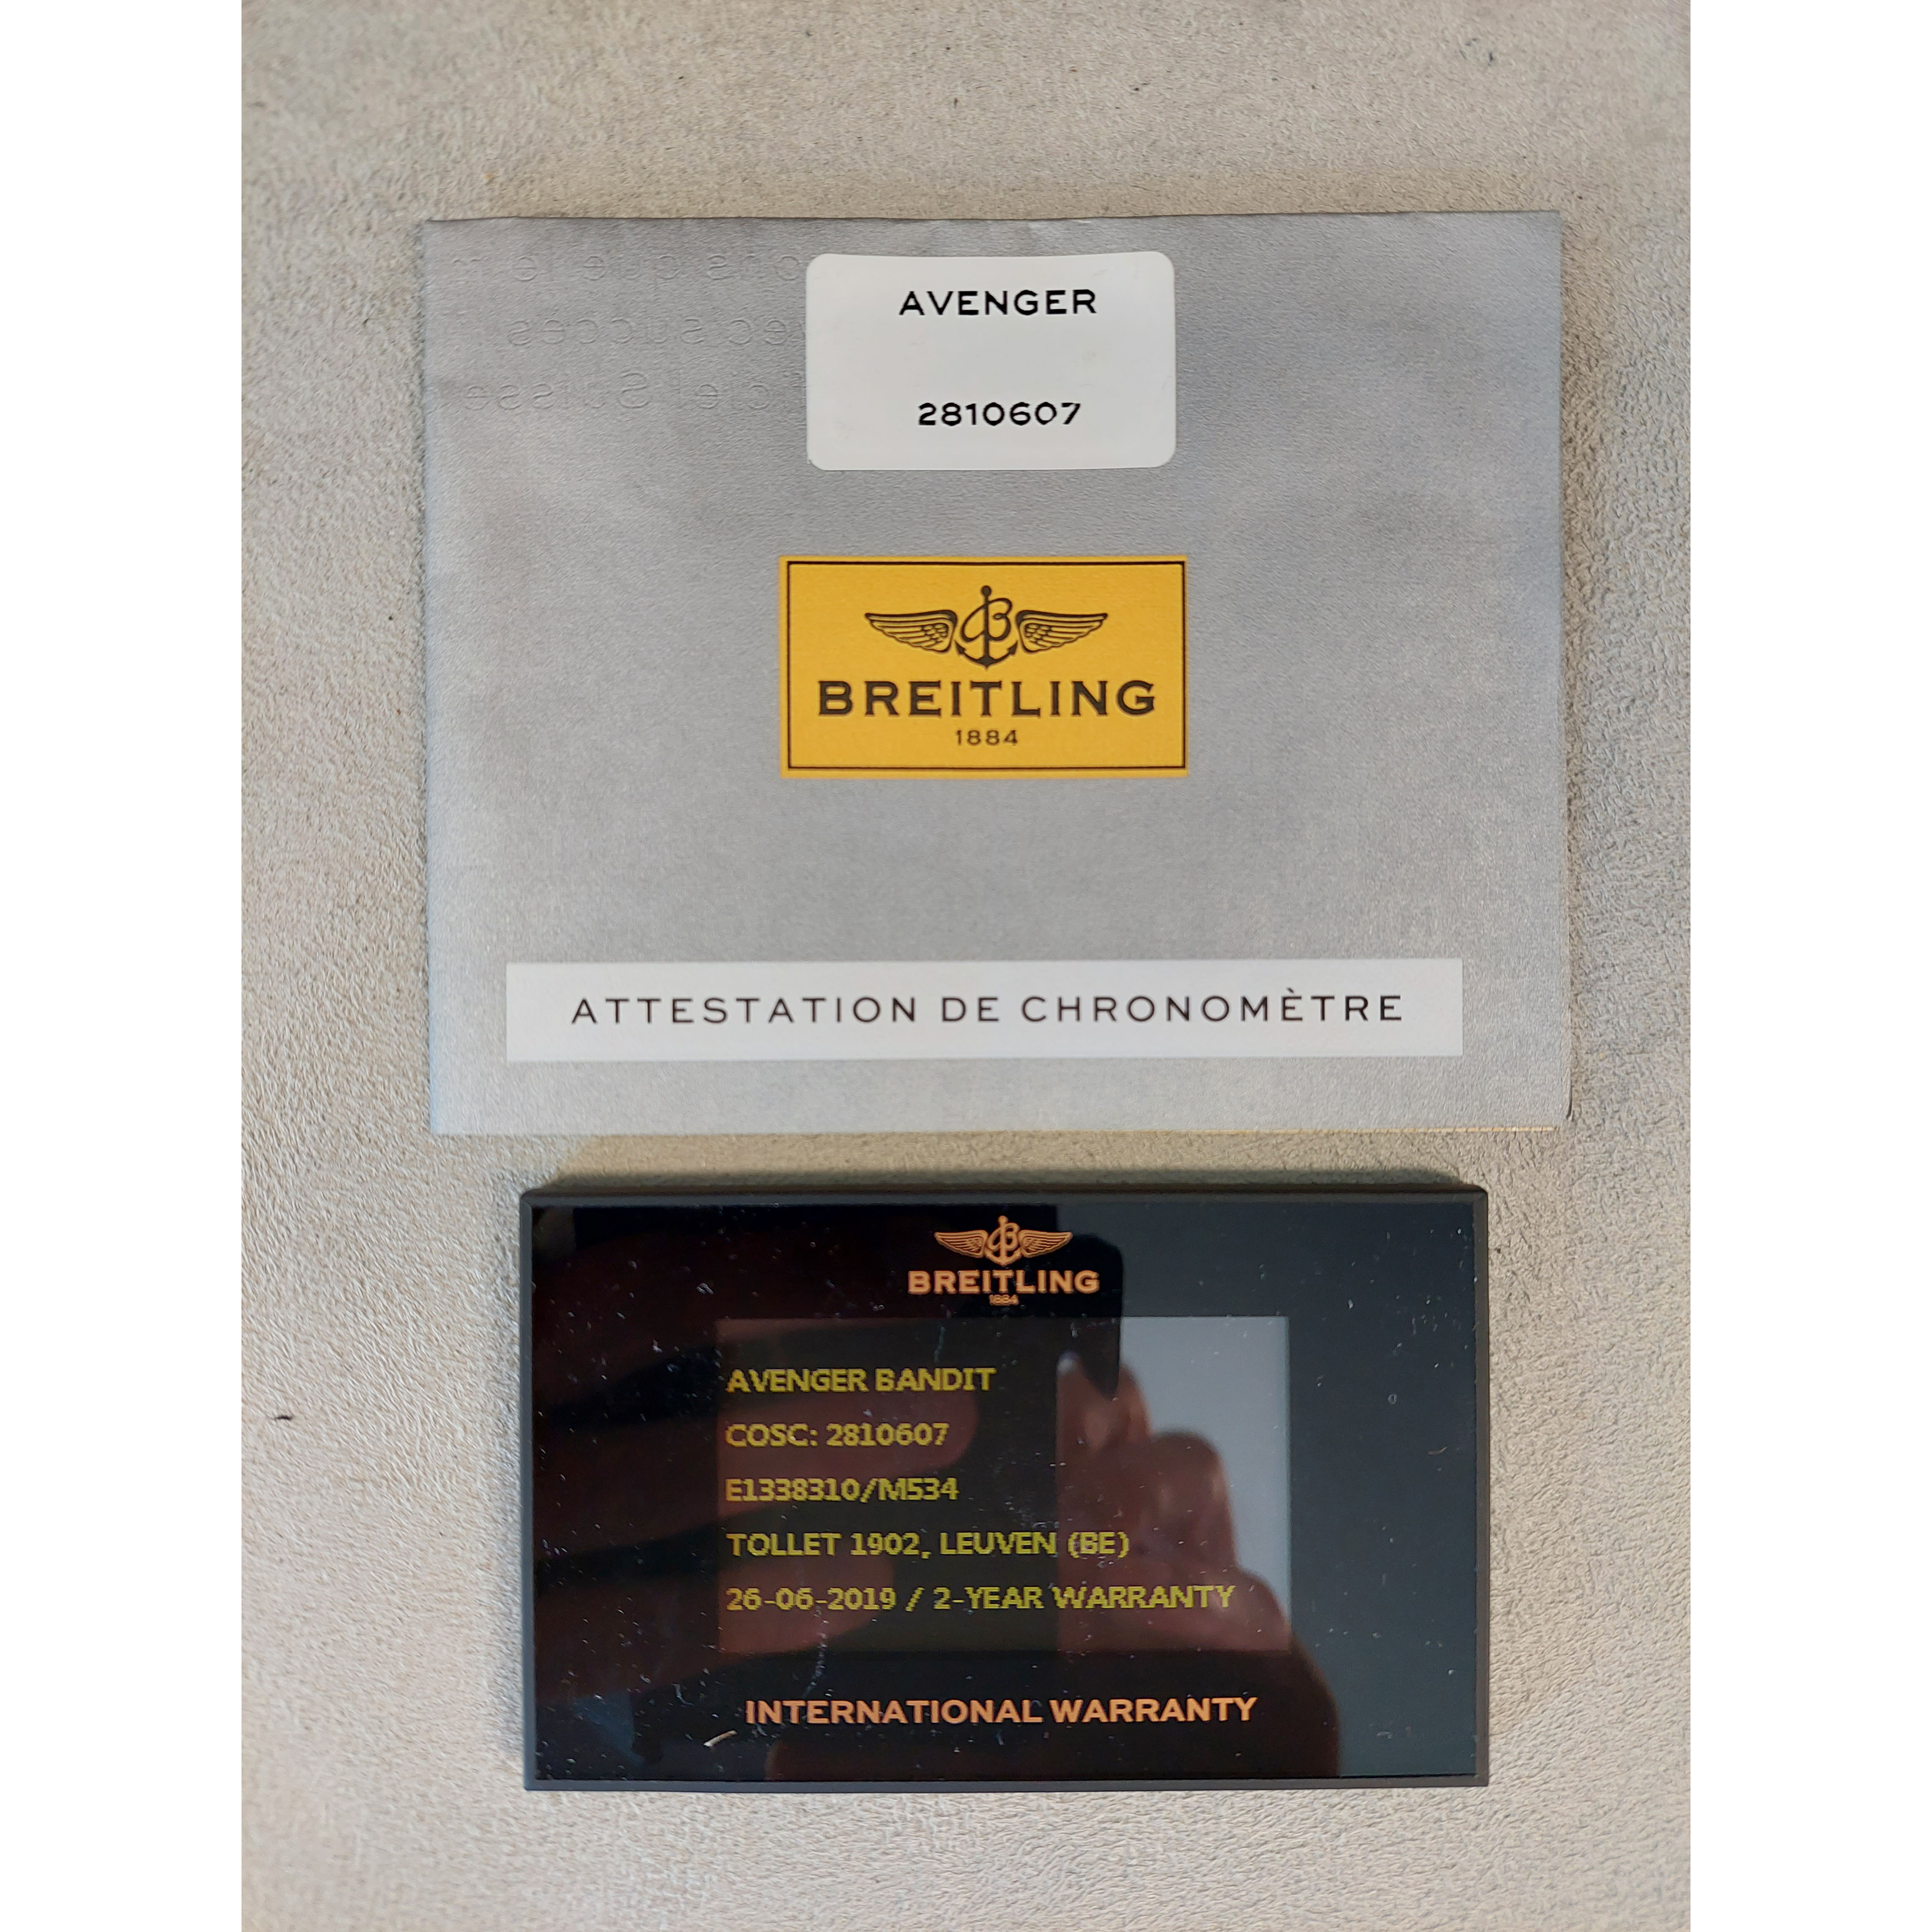 AVENGER
2810607
BREITLING
1884
ATTESTATION DE CHRONOMÈTRE
BREITLING
1884
AVENGER BANDIT
COSC: 2810607
E1338310/M534
TOLLET 1902, LEUVEN (BE)
26-06-2019 / 2-YEAR WARRANTY
INTERNATIONAL WARRANTY